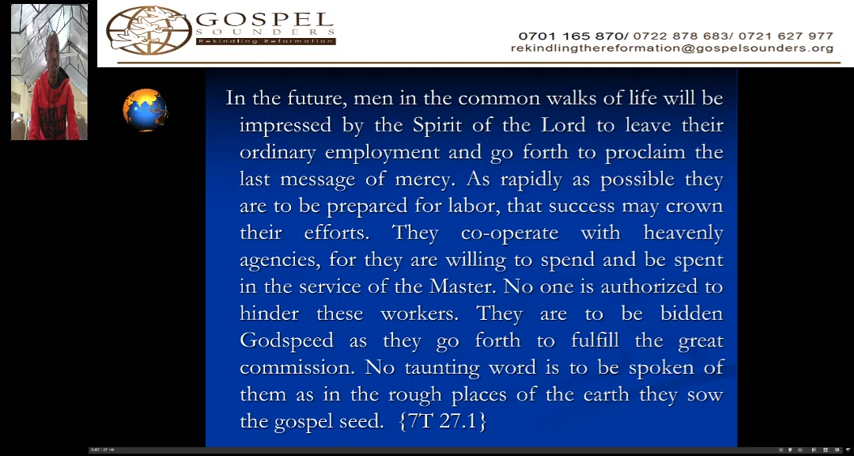 GOSPEL
SOUNDERS
Rekindling Reformation
0701 165 870/ 0722 878 683/ 0721 627 977
rekindlingthereformation@gospelsounders.org
In the future, men in the common walks of life will be
impressed by the Spirit of the Lord to leave their
ordinary employment and go forth to proclaim the
last message of mercy. As rapidly as possible they
are to be prepared for labor, that success may crown
their efforts. They co-operate with heavenly
agencies, for they are willing to spend and be spent
in the service of the Master. No one is authorized to
hinder these workers. They are to be bidden
Godspeed as they go forth to fulfill the great
commission. No taunting word is to be spoken of
them as in the rough places of the earth they sow
the gospel seed. {7T 27.1}